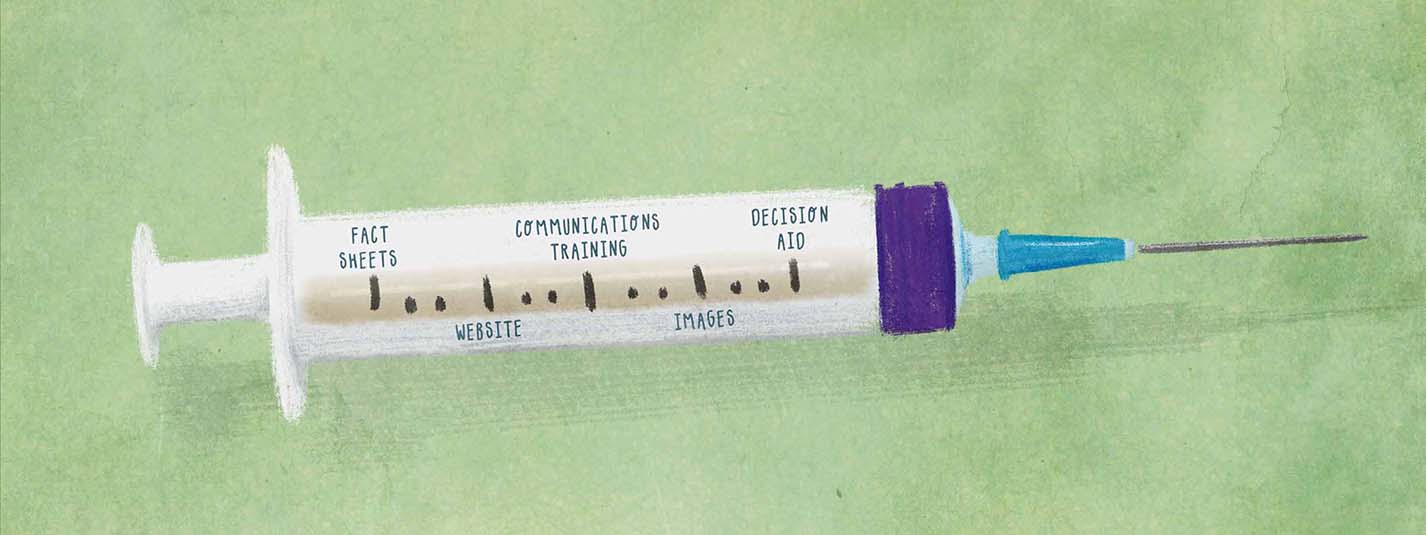 FACT
SHEETS
COMMUNICATIONS
TRAINING
DECISION
AID
WEBSITE
IMAGES